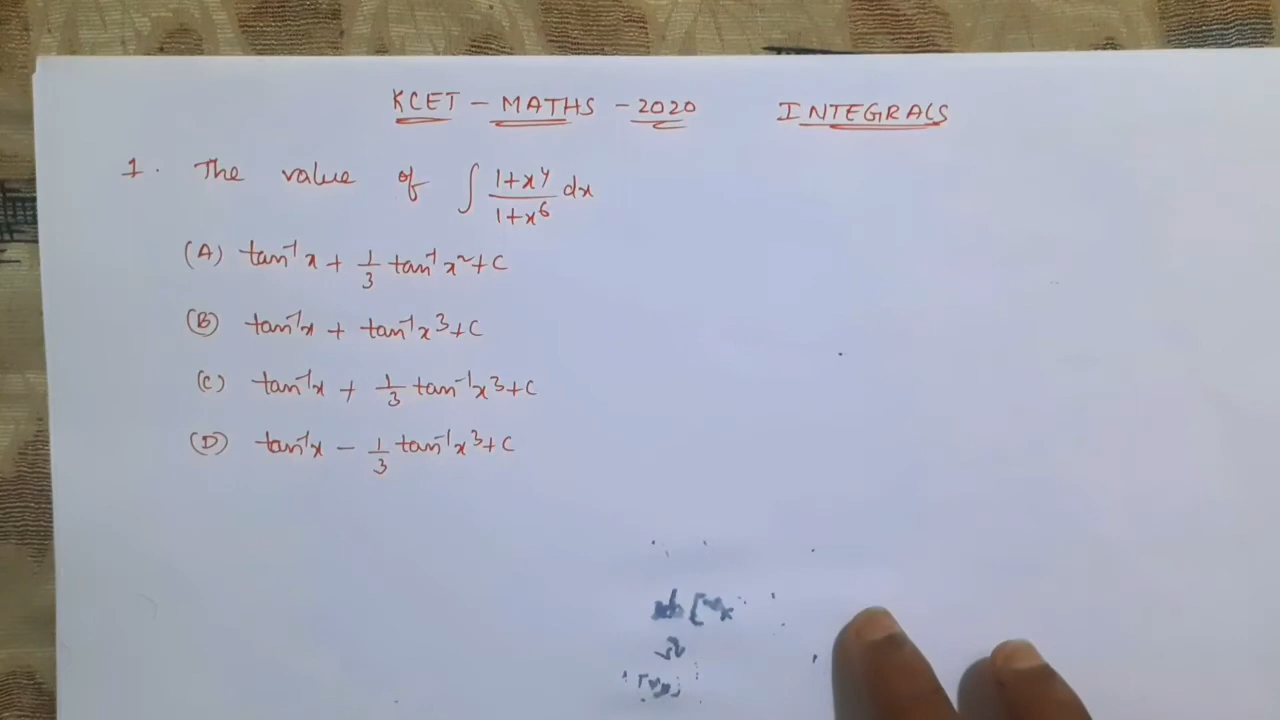 KCET - MATHS - 2020 INTEGRALS
1. The value of ∫ (1+x⁴)/(1+x⁶) dx
(A) tan⁻¹x + 1/3 tan⁻¹x² + C
(B) tan⁻¹x + tan⁻¹x³ + C
(C) tan⁻¹x + 1/3 tan⁻¹x³ + C
(D) tan⁻¹x - 1/3 tan⁻¹x³ + C